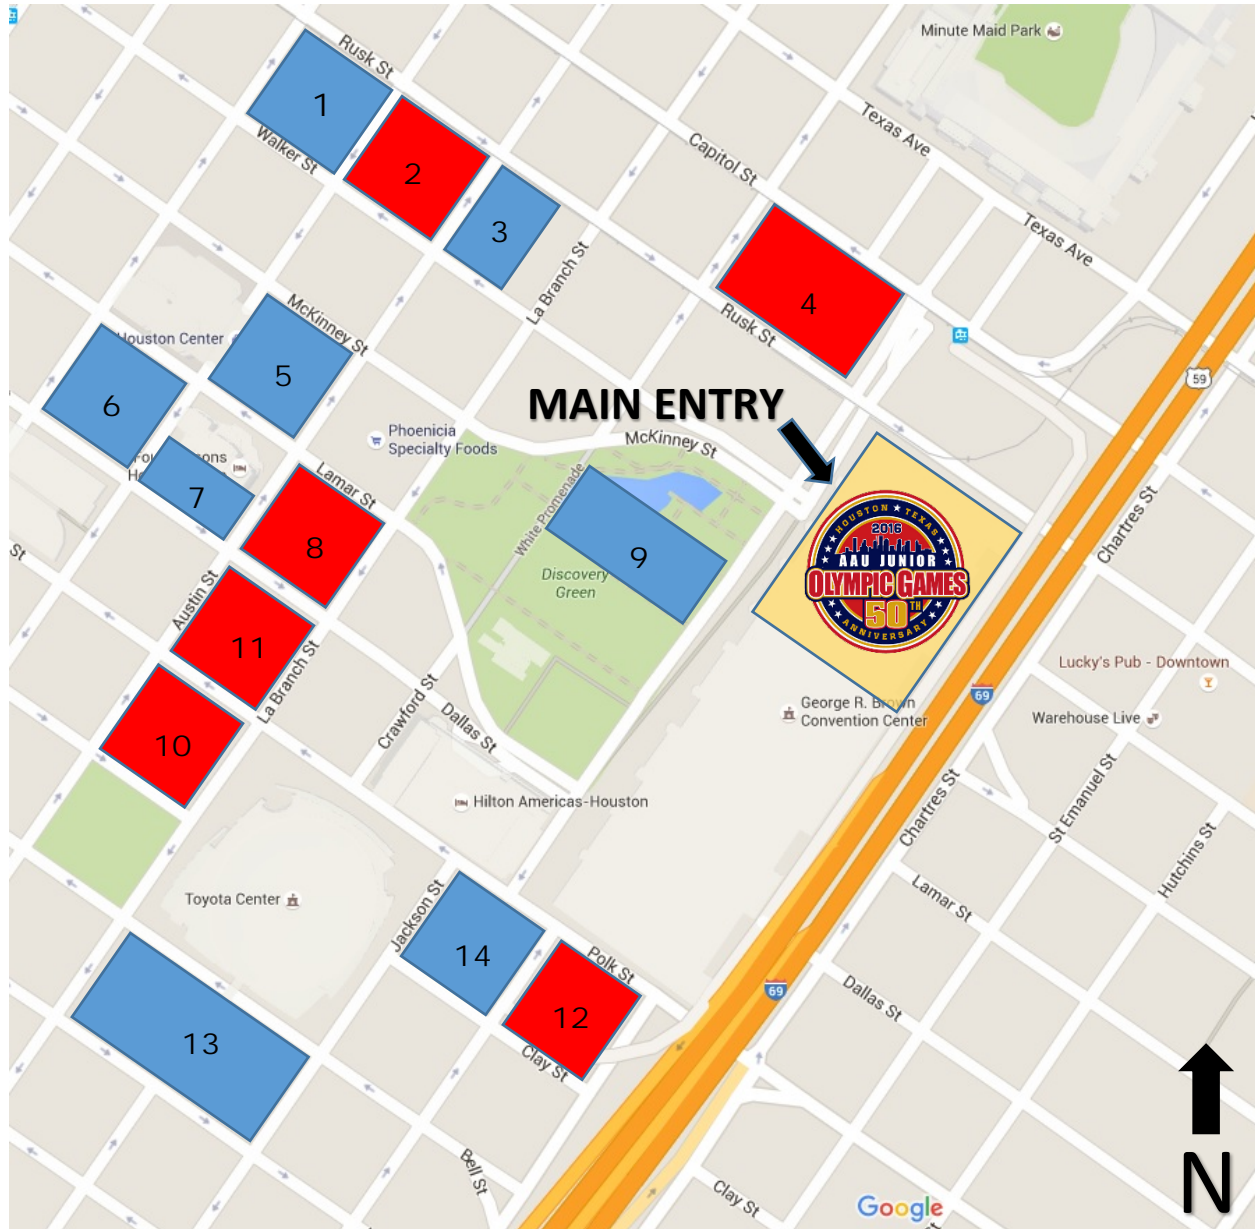 Minute Maid Park
Rusk St
1
Texas Ave
Walker St
2
Capitol St
3
Texas Ave
La Branch St
4
McKinney St
Rusk St
Houston Center
5
59
6
MAIN ENTRY
Phoenicia
Specialty Foods
McKinney St
7
Lamar St
White Promenade
HOUSTON ★ TEXAS
2016
AAU JUNIOR
OLYMPIC GAMES
50TH
ANNIVERSARY
Chartres St
8
9
Discovery
Green
St
Austin St
11
La Branch St
Lucky's Pub - Downtown
69
George R. Brown
Convention Center
Warehouse Live
Crawford St
Dallas St
10
Hilton Americas-Houston
Chartres St
St Emanuel St
Hutchins St
Toyota Center
Jackson St
Lamar St
14
Polk St
69
Dallas St
12
13
Clay St
Bell St
Clay St
Google
N